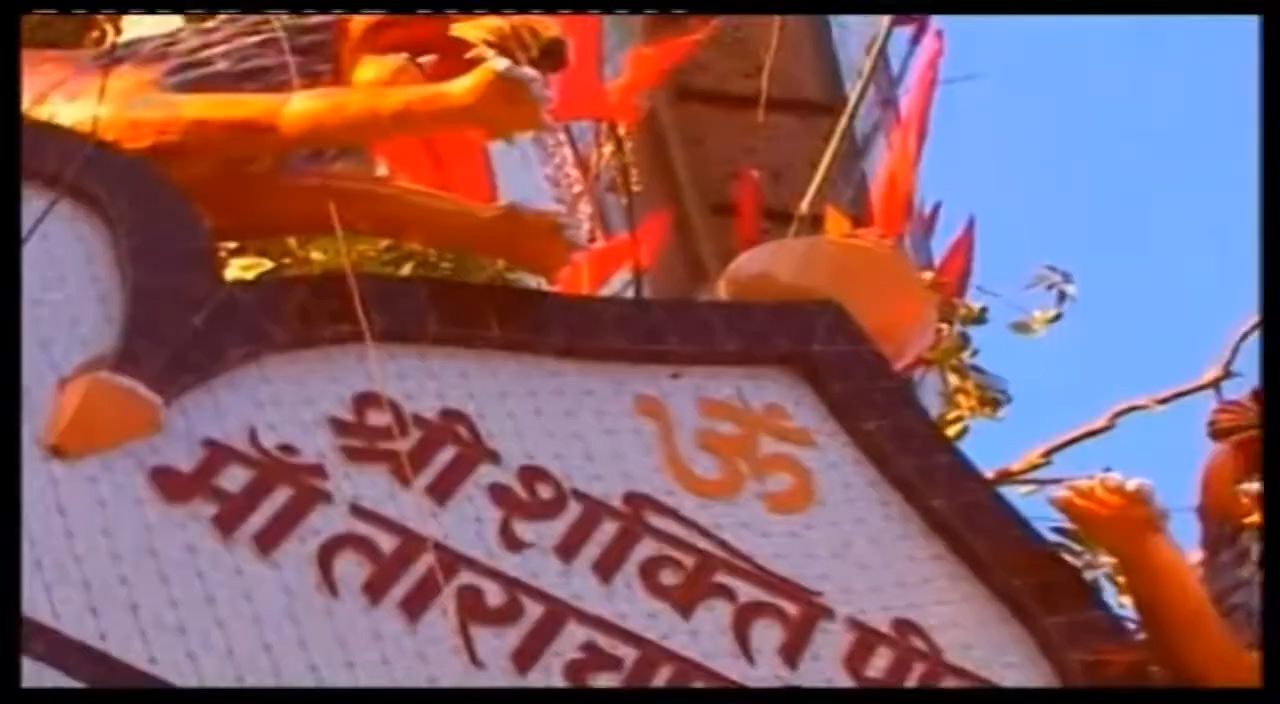 ॐ
श्री शक्ति
माँ तारा